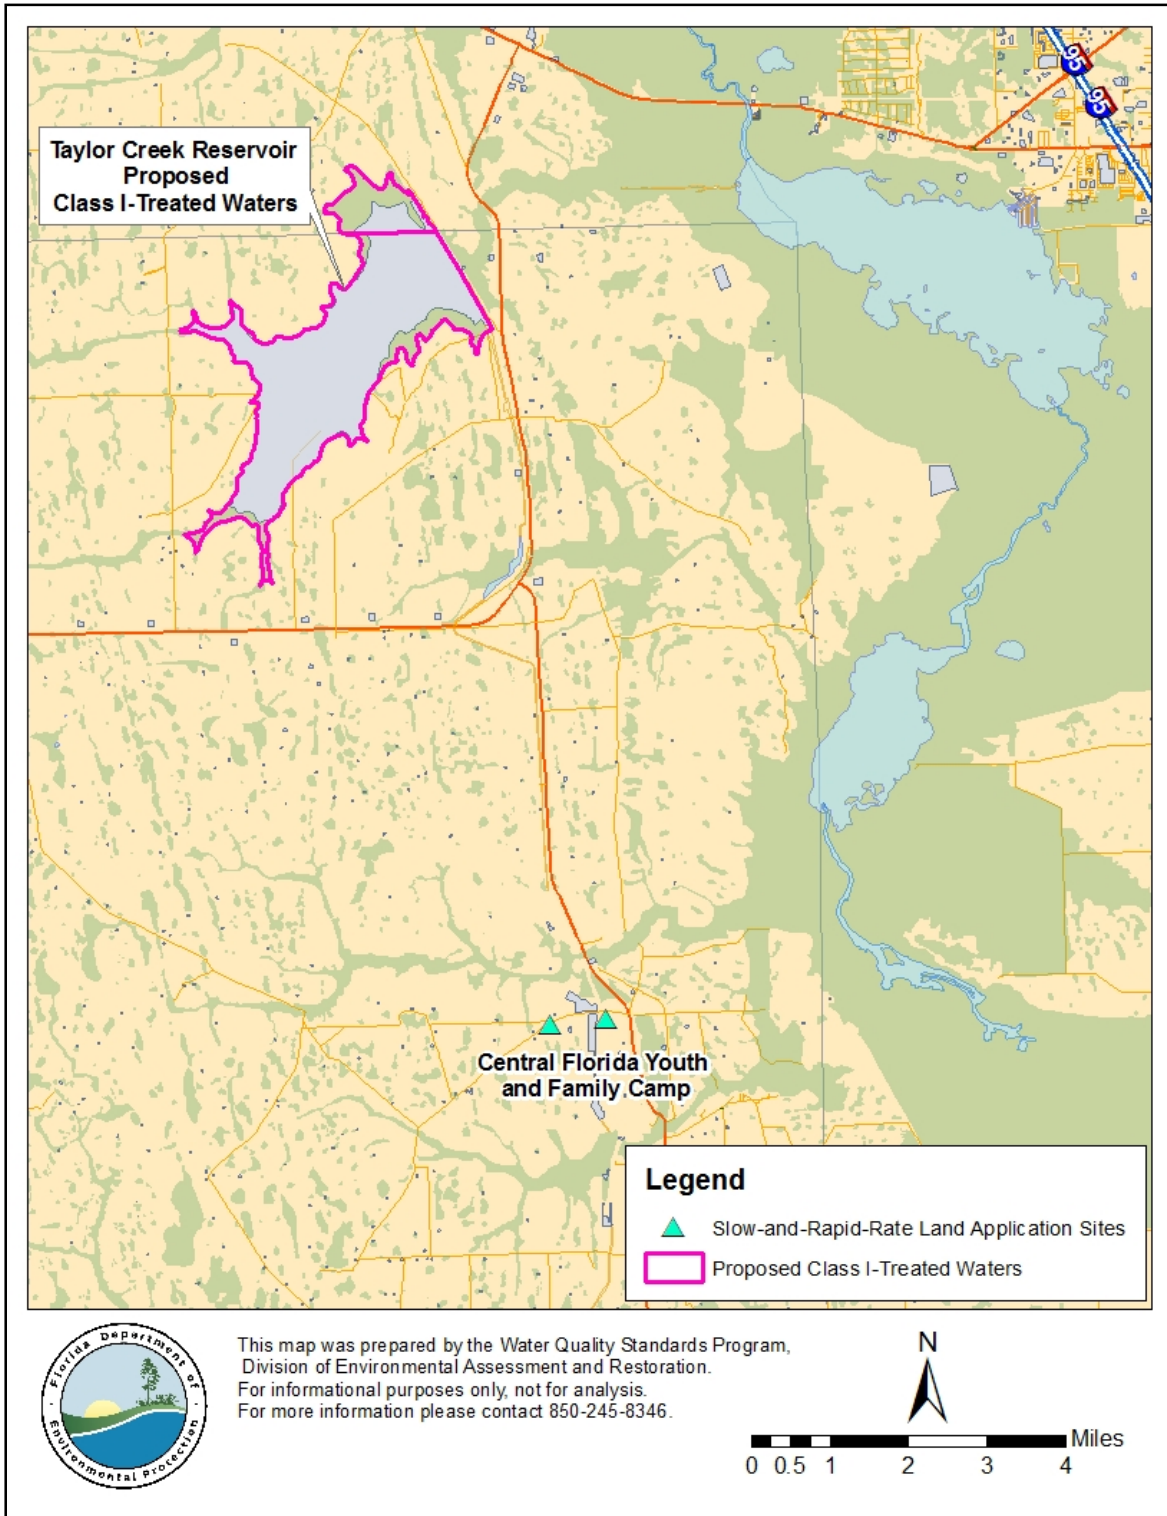 Taylor Creek Reservoir
Proposed
Class I-Treated Waters
95
95
Central Florida Youth
and Family Camp
Legend
Slow-and-Rapid-Rate Land Application Sites
Proposed Class I-Treated Waters
Florida Department of
Environmental Protection
This map was prepared by the Water Quality Standards Program,
Division of Environmental Assessment and Restoration.
For informational purposes only, not for analysis.
For more information please contact 850-245-8346.
N
Miles
0 0.5 1 2 3 4